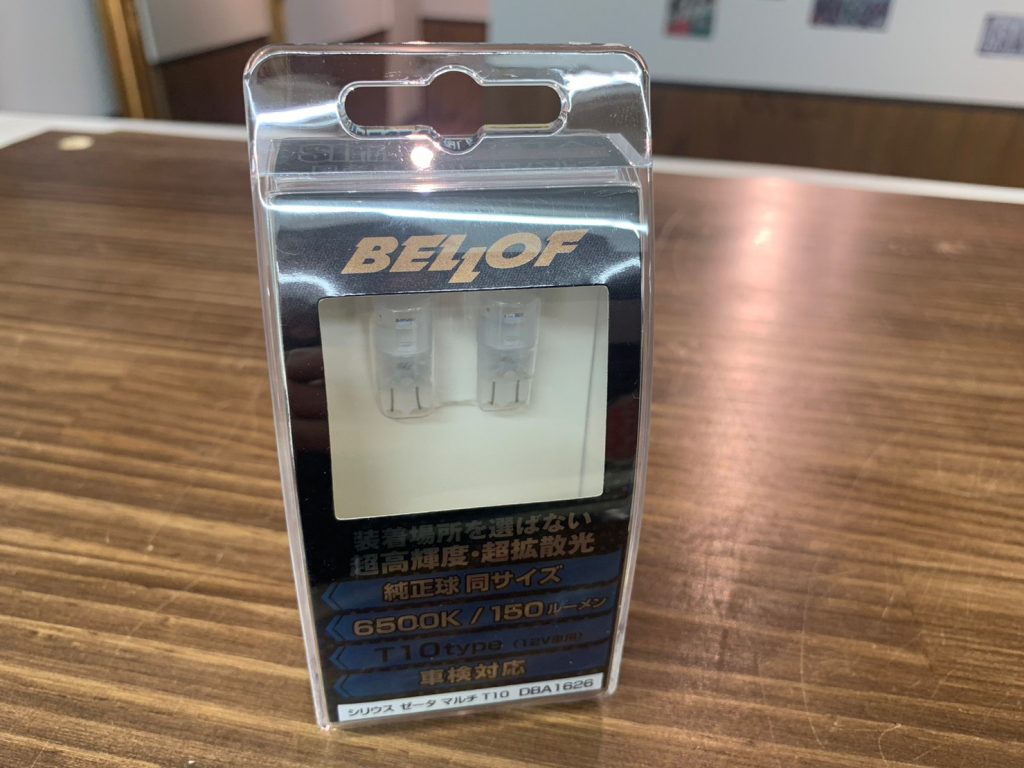 BELLOF
装着場所を選ばない
超高輝度・超拡散光
純正球 同サイズ
6500K / 150ルーメン
T10type (12V車用)
車検対応
シリウス ゼータ マルチ T10 DBA1626